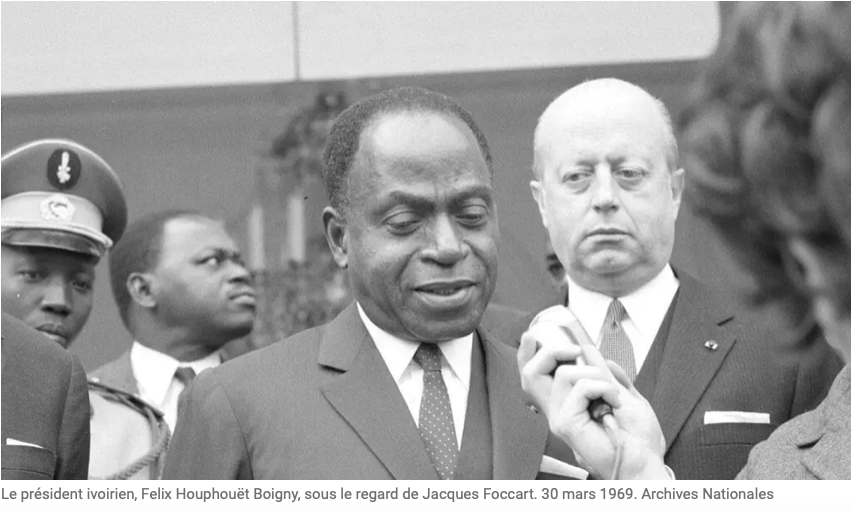 Le président ivoirien, Felix Houphouët Boigny, sous le regard de Jacques Foccart. 30 mars 1969. Archives Nationales